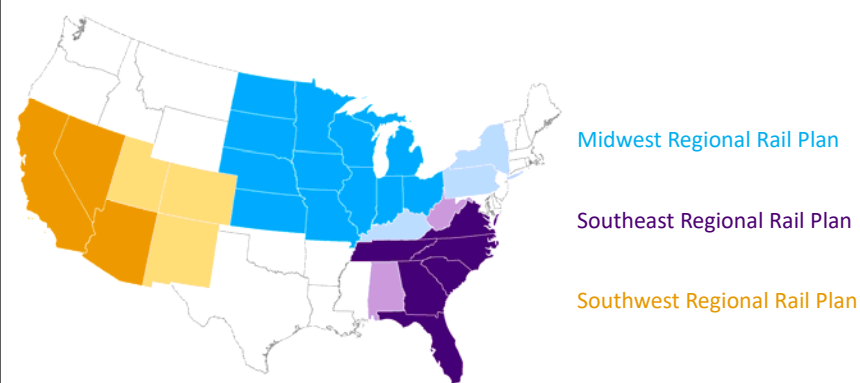 Midwest Regional Rail Plan
Southeast Regional Rail Plan
Southwest Regional Rail Plan